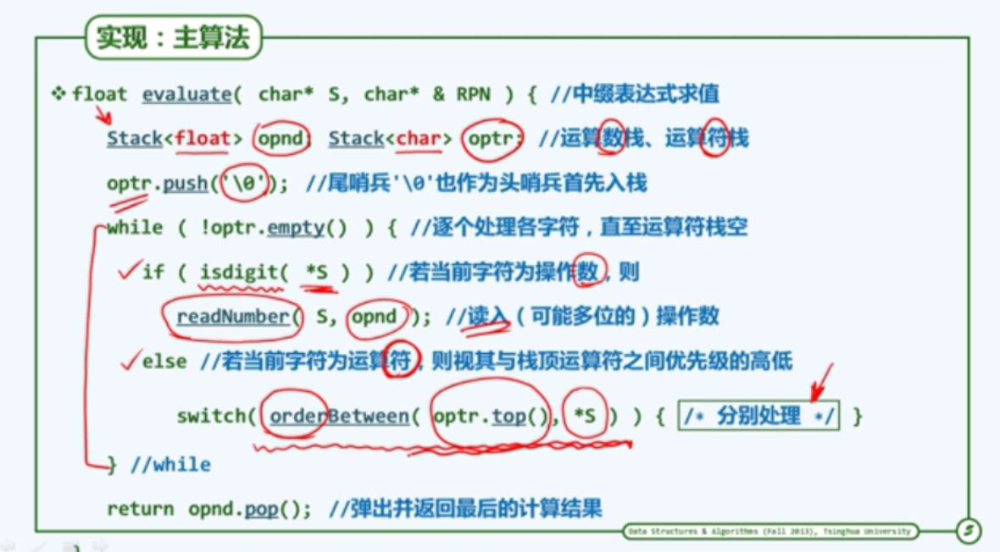 实现：主算法
❖ float evaluate( char* S, char* & RPN ) { //中缀表达式求值
Stack<float> opnd; Stack<char> optr; //运算数栈、运算符栈
optr.push('\0'); //尾哨兵'\0'也作为头哨兵首先入栈
while ( !optr.empty() ) { //逐个处理各字符，直至运算符栈空
if ( isdigit( *S ) ) //若当前字符为操作数，则
readNumber( S, opnd ); //读入（可能多位的）操作数
else //若当前字符为运算符，则视其与栈顶运算符之间优先级的高低
switch( orderBetween( optr.top(), *S ) ) { /* 分别处理 */ }
} //while
return opnd.pop(); //弹出并返回最后的计算结果
Data Structures & Algorithms (Fall 2013), Tsinghua University
5
}